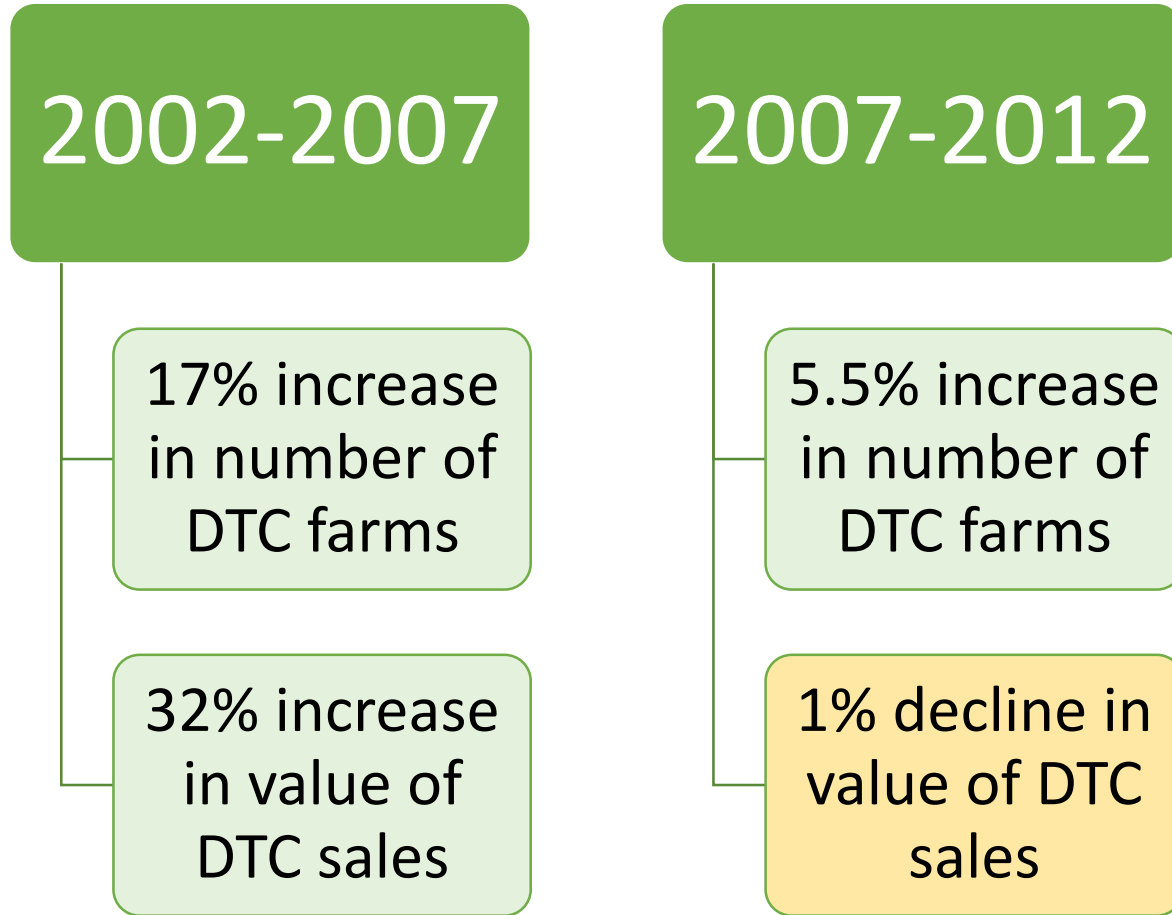 2002-2007
17% increase
in number of
DTC farms
32% increase
in value of
DTC sales
2007-2012
5.5% increase
in number of
DTC farms
1% decline in
value of DTC
sales